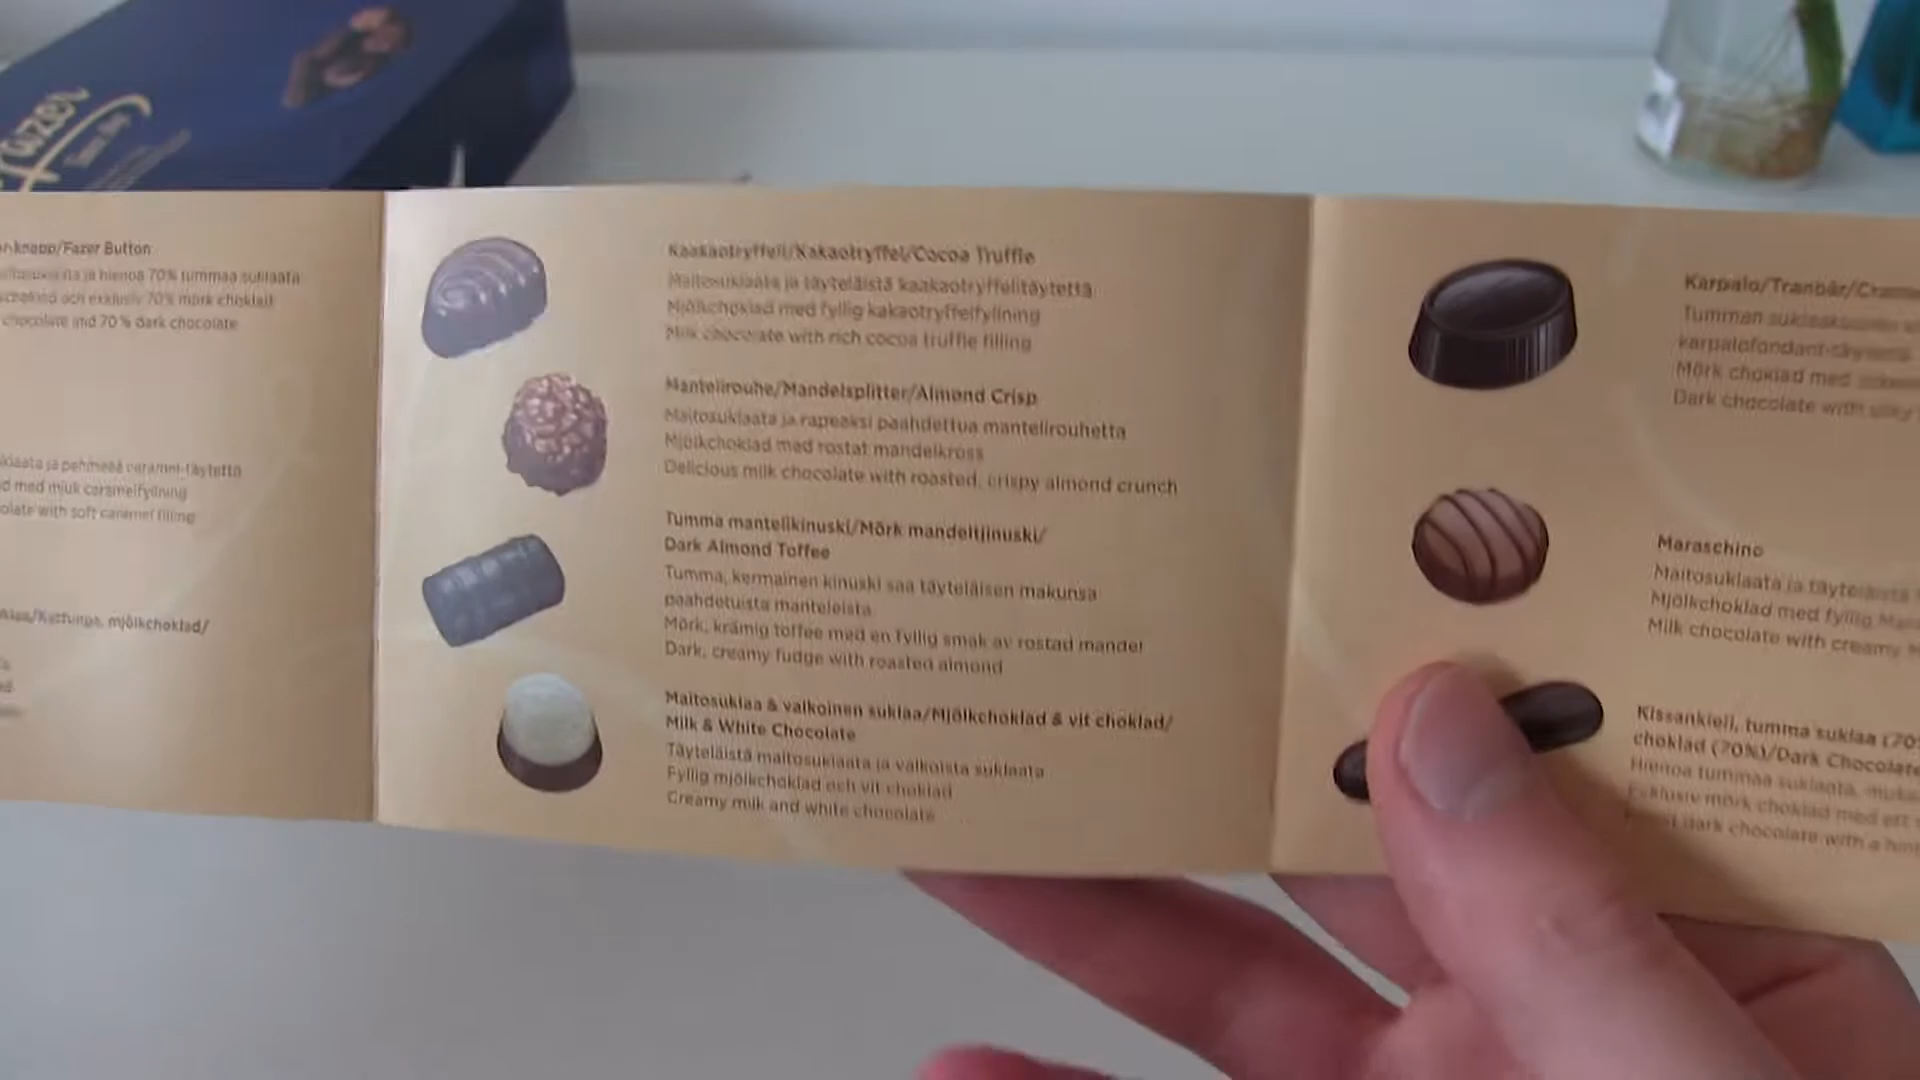 Fazer
Fazer Button
ja hienoa 70% tummaa suklaata
och exklusiv 70% mörk choklad
chocolate and 70% dark chocolate
ja pehmeää caramel-täytettä
med mjuk caramelfyllning
with soft caramel filling
mjölkchoklad/
Kaakaotryffeli/Kakaotryffel/Cocoa Truffle
Maitosuklaata ja täyteläistä kaakaotryffelitäytettä
Mjölkchoklad med fyllig kakaotryffelfyllning
Milk chocolate with rich cocoa truffle filling
Mantelirouhe/Mandelsplitter/Almond Crisp
Maitosuklaata ja rapeaksi paahdettua mantelirouhetta
Mjölkchoklad med rostat mandelkross
Delicious milk chocolate with roasted, crispy almond crunch
Tumma mantelikinuski/Mörk mandeltjinuski/
Dark Almond Toffee
Tumma, kermainen kinuski saa täyteläisen makunsa
paahdetuista manteleista
Mörk, krämig toffee med en fyllig smak av rostad mandel
Dark, creamy fudge with roasted almond
Maitosuklaa & valkoinen suklaa/Mjölkchoklad & vit choklad/
Milk & White Chocolate
Täyteläistä maitosuklaata ja valkoista suklaata
Fyllig mjölkchoklad och vit choklad
Creamy milk and white chocolate
Karpalo/Tranbär/
Tumman
Mörk choklad med
Dark chocolate with silky
Maraschino
Maitosuklaata ja täyteläistä
Mjölkchoklad med fyllig
Milk chocolate with creamy
Kissankieli, tumma suklaa (70
choklad (70%)/Dark Chocolate
Hienoa tummaa suklaata,
Exklusiv mörk choklad med ett
dark chocolate with a